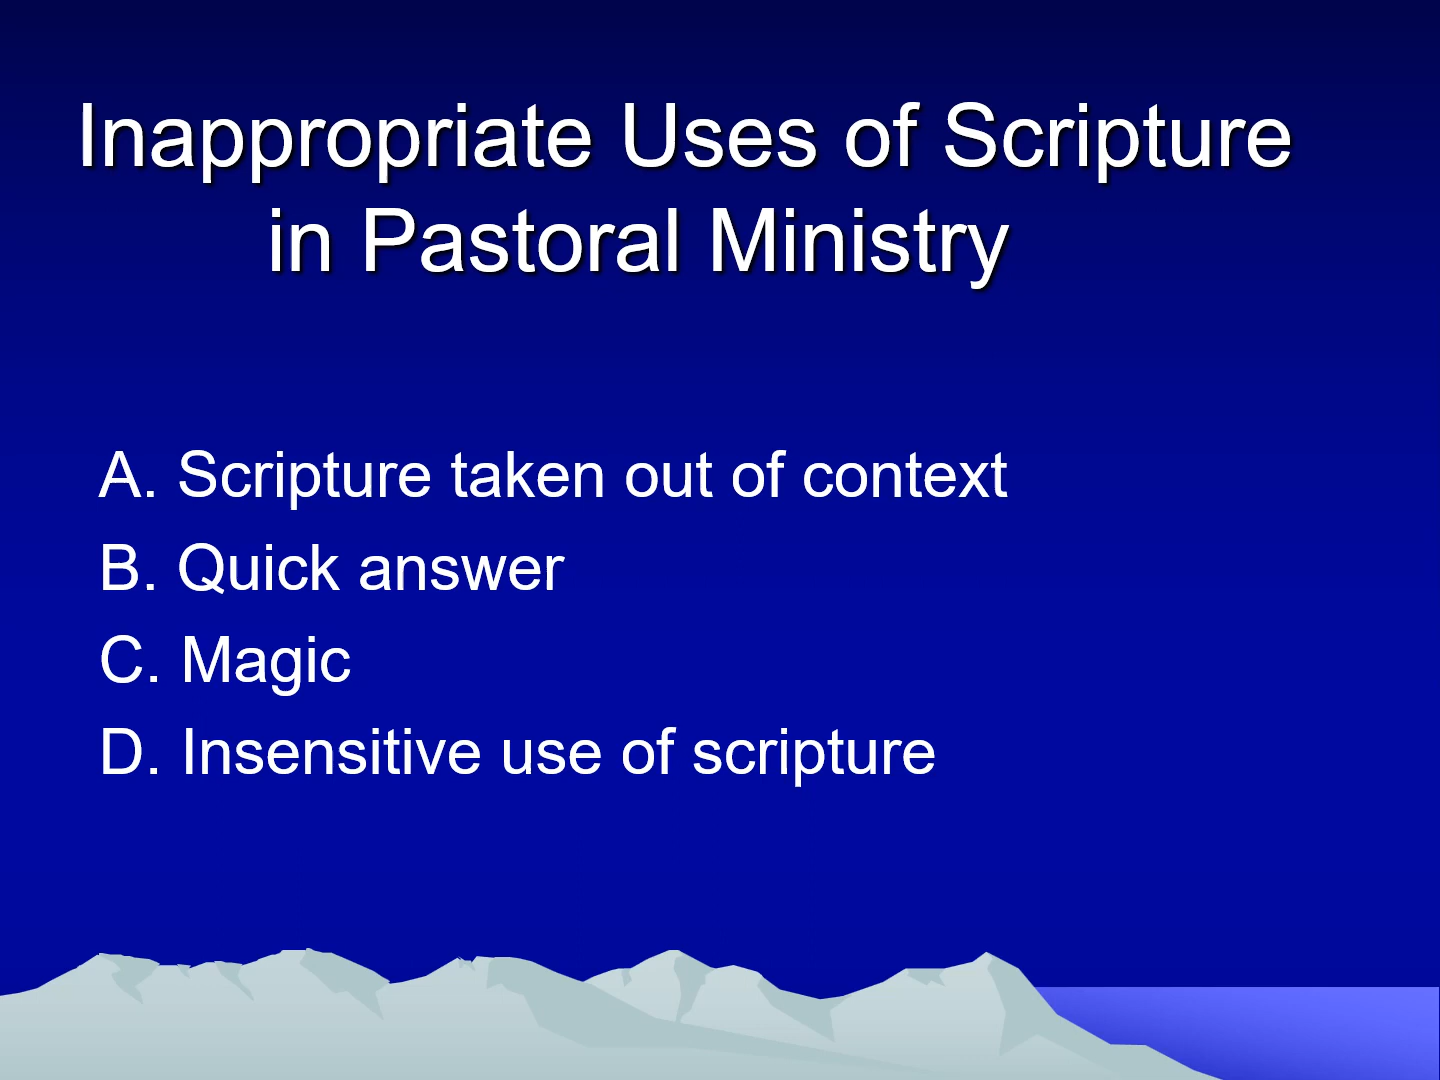 Inappropriate Uses of Scripture
in Pastoral Ministry
A. Scripture taken out of context
B. Quick answer
C. Magic
D. Insensitive use of scripture